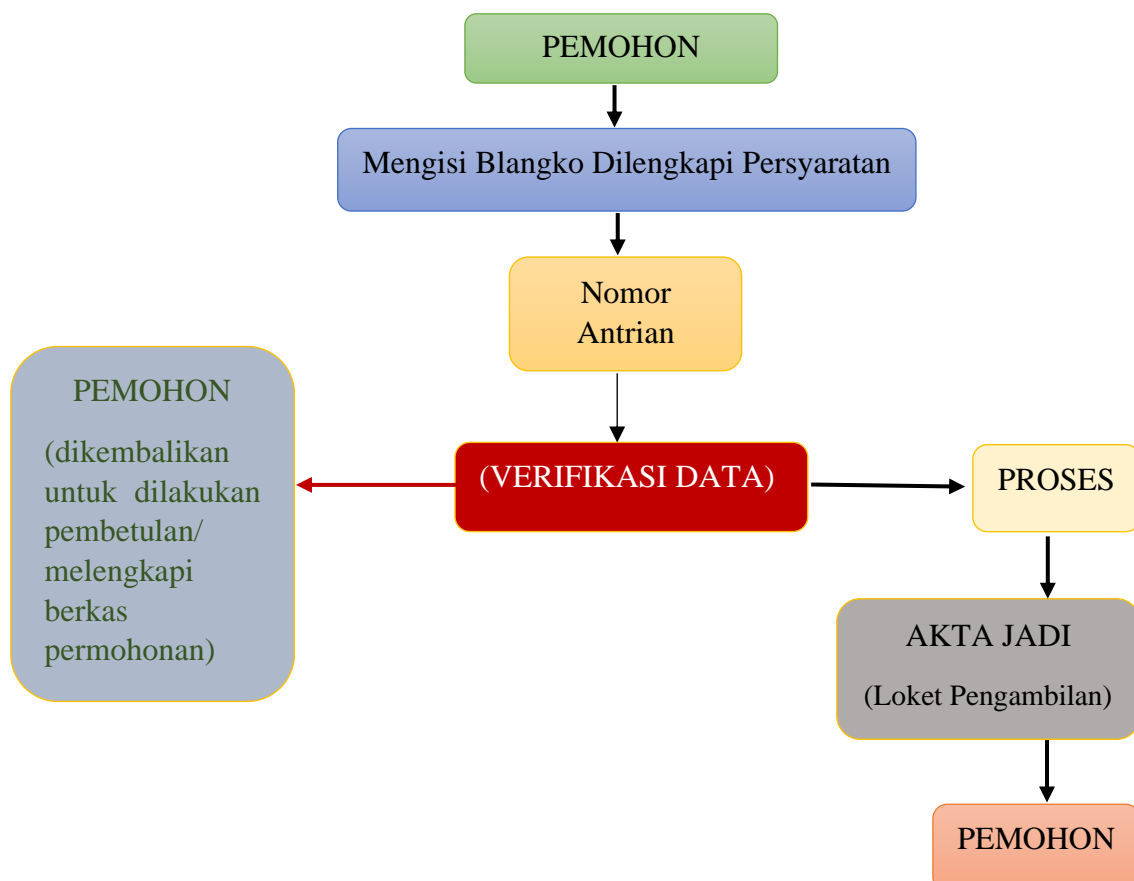 PEMOHON
Mengisi Blangko Dilengkapi Persyaratan
Nomor
Antrian
PEMOHON
(dikembalikan
untuk dilakukan
pembetulan/
melengkapi
berkas
permohonan)
(VERIFIKASI DATA)
PROSES
AKTA JADI
(Loket Pengambilan)
PEMOHON